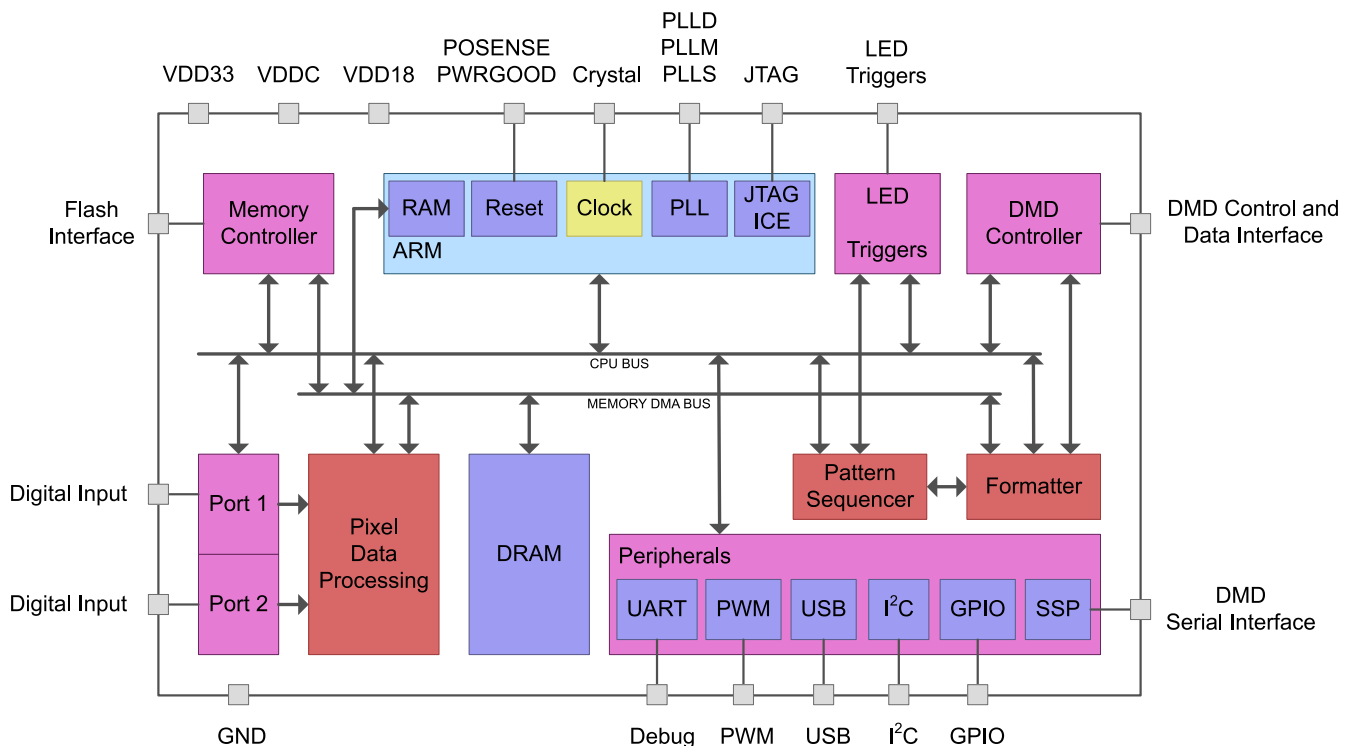 PLLD
PLLM
PLLS
POSENSE
PWRGOOD
LED
Triggers
VDD33
VDDC
VDD18
Crystal
JTAG
Flash
Interface
Memory
Controller
RAM
Reset
Clock
PLL
JTAG
ICE
ARM
LED
Triggers
DMD
Controller
DMD Control and
Data Interface
CPU BUS
MEMORY DMA BUS
Digital Input
Port 1
Pixel
Data
Processing
DRAM
Pattern
Sequencer
Formatter
Digital Input
Port 2
Peripherals
UART
PWM
USB
I²C
GPIO
SSP
DMD
Serial Interface
GND
Debug
PWM
USB
I²C
GPIO